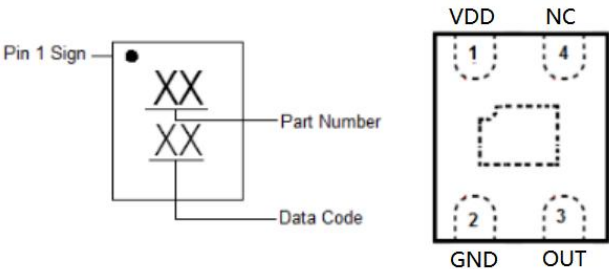 Pin 1 Sign
XX
Part Number
XX
Data Code
VDD NC
1 4
2 3
GND OUT